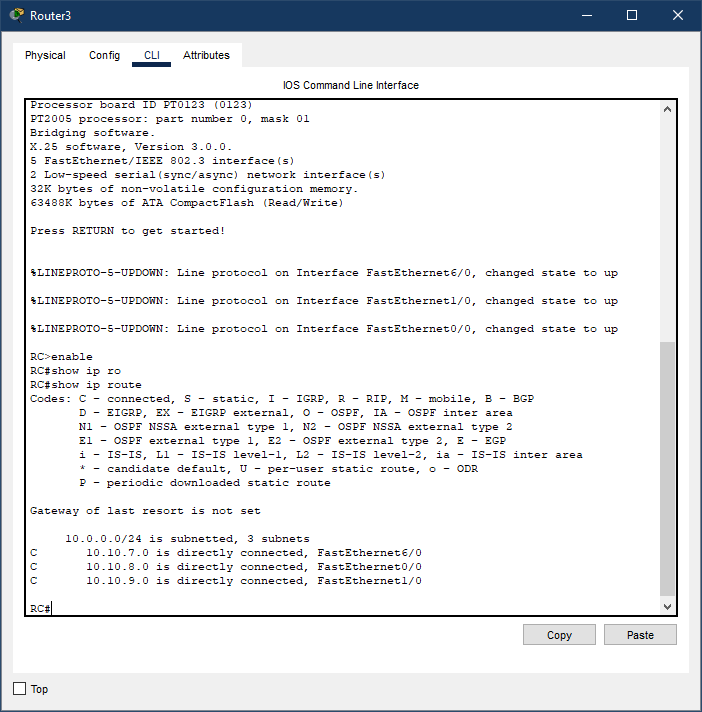 Router3
Physical Config CLI Attributes
IOS Command Line Interface
Processor board ID PT0123 (0123)
PT2005 processor: part number 0, mask 01
Bridging software.
X.25 software, Version 3.0.0.
5 FastEthernet/IEEE 802.3 interface(s)
2 Low-speed serial(sync/async) network interface(s)
32K bytes of non-volatile configuration memory.
63488K bytes of ATA CompactFlash (Read/Write)
Press RETURN to get started!
%LINEPROTO-5-UPDOWN: Line protocol on Interface FastEthernet6/0, changed state to up
%LINEPROTO-5-UPDOWN: Line protocol on Interface FastEthernet1/0, changed state to up
%LINEPROTO-5-UPDOWN: Line protocol on Interface FastEthernet0/0, changed state to up
RC>enable
RC#show ip ro
RC#show ip route
Codes: C - connected, S - static, I - IGRP, R - RIP, M - mobile, B - BGP
D - EIGRP, EX - EIGRP external, O - OSPF, IA - OSPF inter area
N1 - OSPF NSSA external type 1, N2 - OSPF NSSA external type 2
E1 - OSPF external type 1, E2 - OSPF external type 2, E - EGP
i - IS-IS, L1 - IS-IS level-1, L2 - IS-IS level-2, ia - IS-IS inter area
* - candidate default, U - per-user static route, o - ODR
P - periodic downloaded static route
Gateway of last resort is not set
10.0.0.0/24 is subnetted, 3 subnets
C 10.10.7.0 is directly connected, FastEthernet6/0
C 10.10.8.0 is directly connected, FastEthernet0/0
C 10.10.9.0 is directly connected, FastEthernet1/0
RC#
Copy Paste
Top